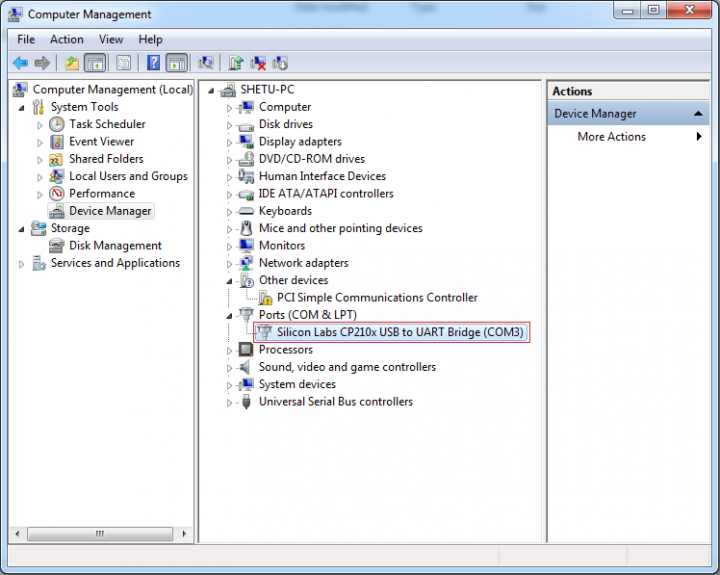 Date modified Type Size
Computer Management
File Action View Help
Computer Management (Local)
System Tools
Task Scheduler
Event Viewer
Shared Folders
Local Users and Groups
Performance
Device Manager
Storage
Disk Management
Services and Applications
SHETU-PC
Computer
Disk drives
Display adapters
DVD/CD-ROM drives
Human Interface Devices
IDE ATA/ATAPI controllers
Keyboards
Mice and other pointing devices
Monitors
Network adapters
Other devices
PCI Simple Communications Controller
Ports (COM & LPT)
Silicon Labs CP210x USB to UART Bridge (COM3)
Processors
Sound, video and game controllers
System devices
Universal Serial Bus controllers
Actions
Device Manager
More Actions